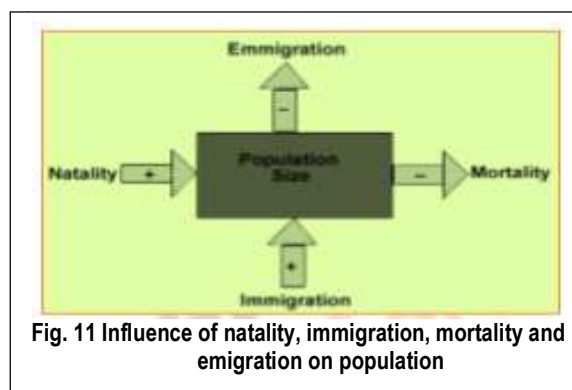 Emmigration
−
Population
Size
Natality
+
−
Mortality
+
Immigration
Fig. 11 Influence of natality, immigration, mortality and
emigration on population